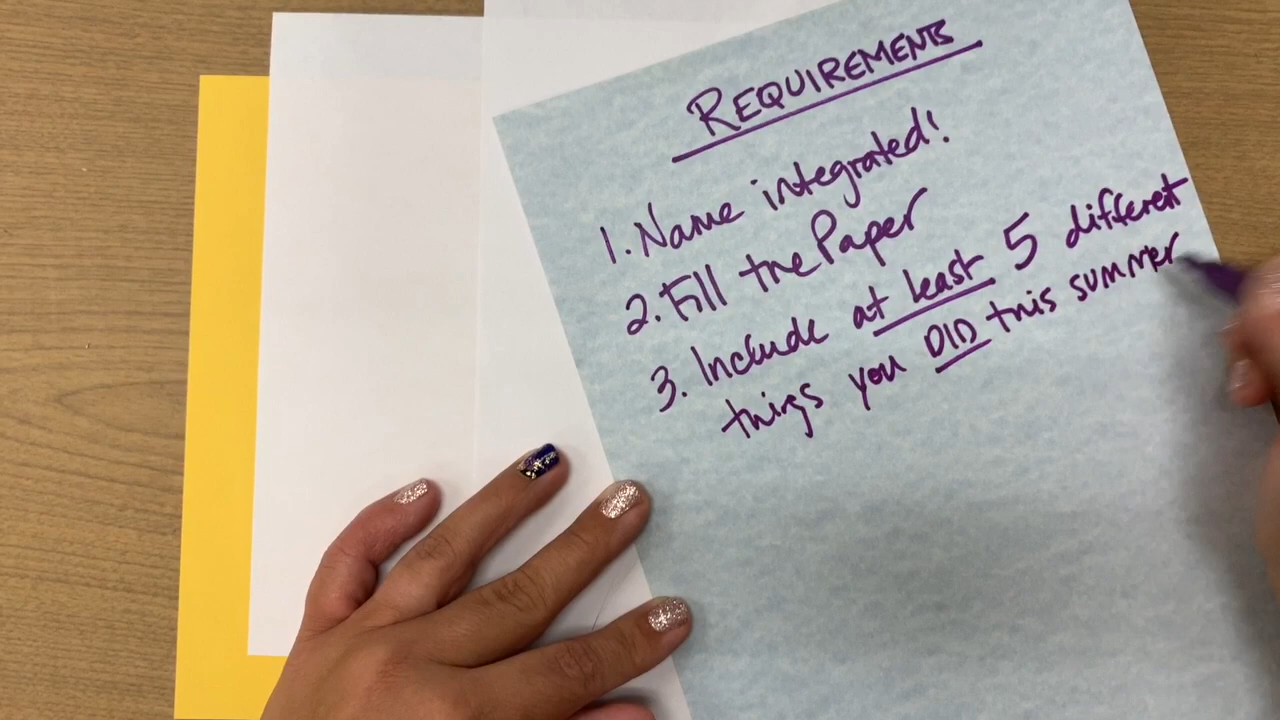 REQUIREMENTS
1. Name integrated!
2. Fill the Paper
3. Include at least 5 different
things you DID this summer